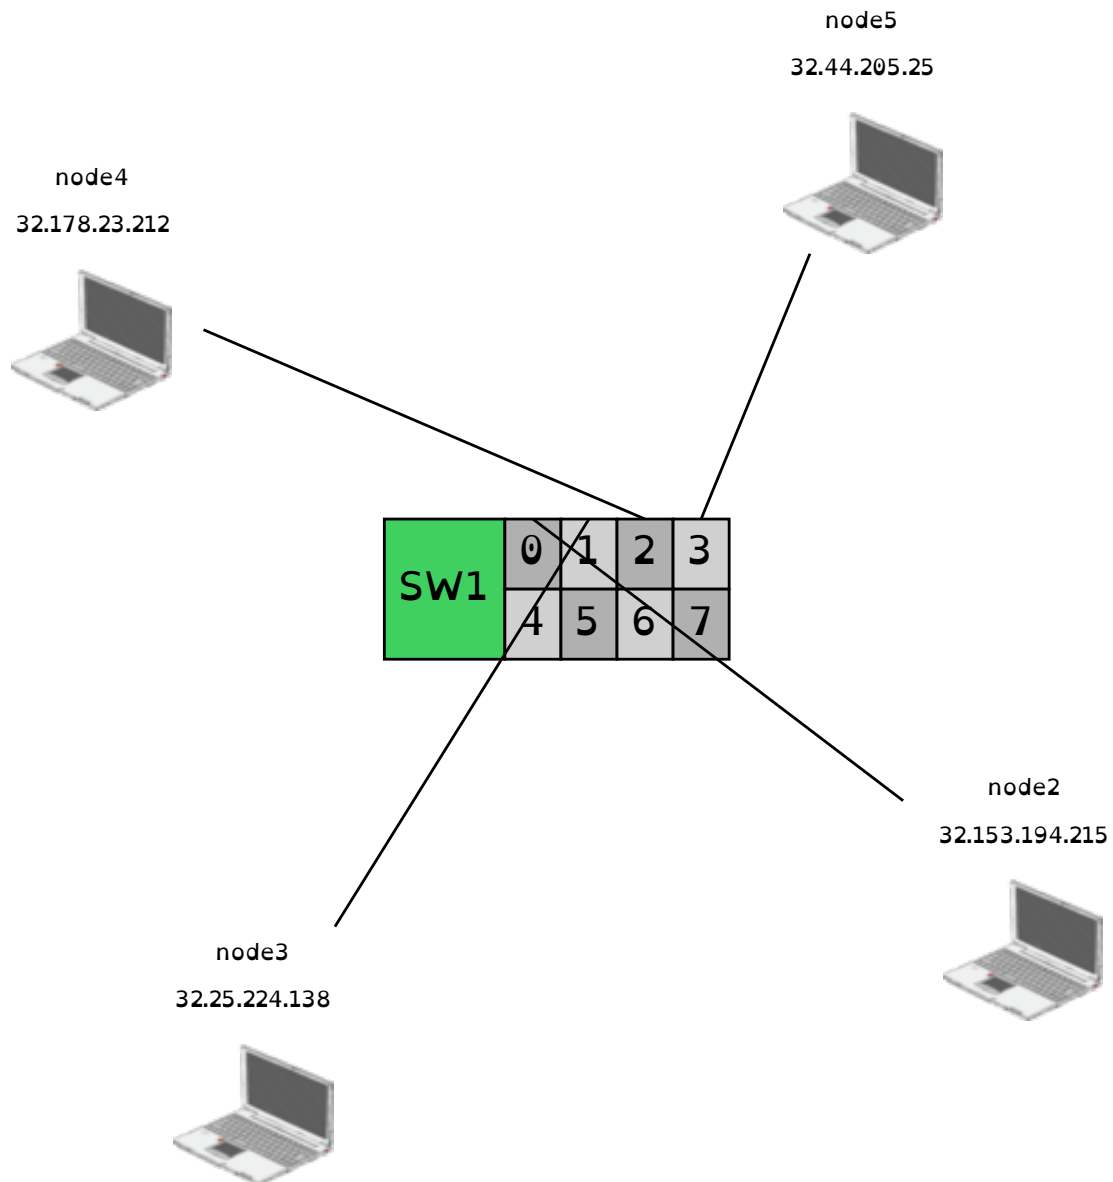 node5
32.44.205.25
node4
32.178.23.212
SW1
0 1 2 3
4 5 6 7
node2
32.153.194.215
node3
32.25.224.138